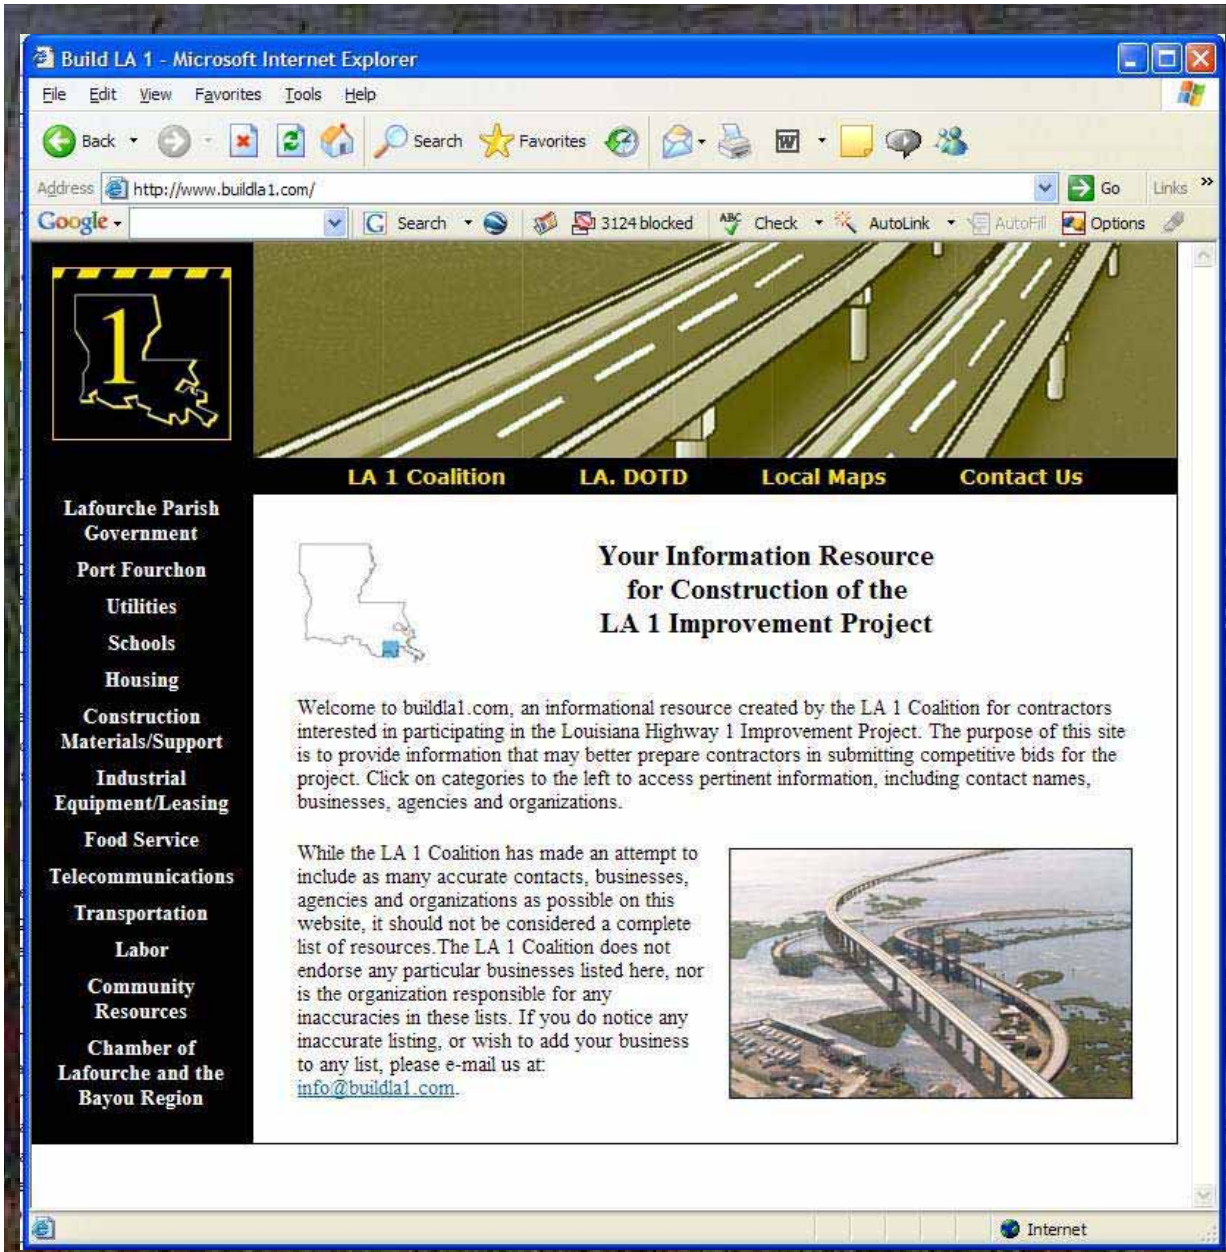 Build LA 1 - Microsoft Internet Explorer
File Edit View Favorites Tools Help
Back Search Favorites
Address http://www.buildla1.com/ Go Links »
Google Search 3124 blocked ABC Check AutoLink AutoFill Options
1
LA 1 Coalition LA. DOTD Local Maps Contact Us
Lafourche Parish
Government
Port Fourchon
Utilities
Schools
Housing
Construction
Materials/Support
Industrial
Equipment/Leasing
Food Service
Telecommunications
Transportation
Labor
Community
Resources
Chamber of
Lafourche and the
Bayou Region
Your Information Resource
for Construction of the
LA 1 Improvement Project
Welcome to buildla1.com, an informational resource created by the LA 1 Coalition for contractors
interested in participating in the Louisiana Highway 1 Improvement Project. The purpose of this site
is to provide information that may better prepare contractors in submitting competitive bids for the
project. Click on categories to the left to access pertinent information, including contact names,
businesses, agencies and organizations.
While the LA 1 Coalition has made an attempt to
include as many accurate contacts, businesses,
agencies and organizations as possible on this
website, it should not be considered a complete
list of resources.The LA 1 Coalition does not
endorse any particular businesses listed here, nor
is the organization responsible for any
inaccuracies in these lists. If you do notice any
inaccurate listing, or wish to add your business
to any list, please e-mail us at:
info@buildla1.com.
Internet